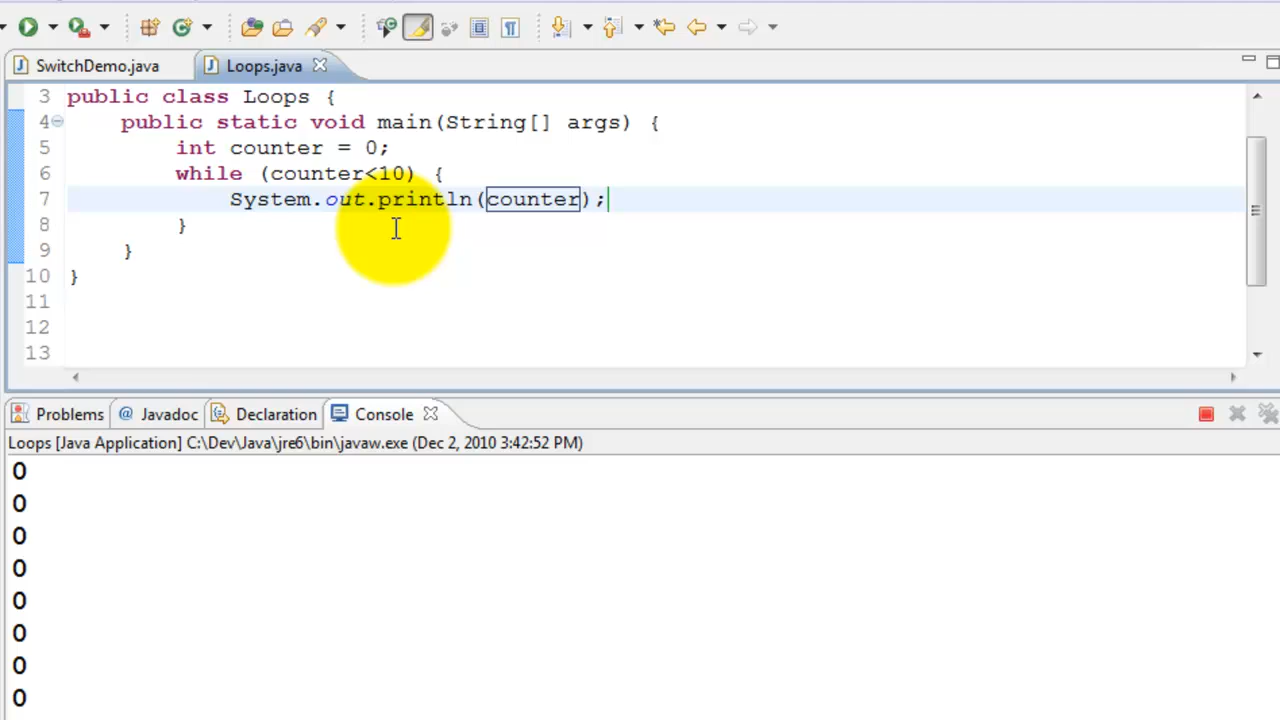 SwitchDemo.java Loops.java
3 public class Loops {
4 public static void main(String[] args) {
5 int counter = 0;
6 while (counter<10) {
7 System.out.println(counter);
8 }
9 }
10 }
11
12
13
Problems @ Javadoc Declaration Console
Loops [Java Application] C:\Dev\Java\jre6\bin\javaw.exe (Dec 2, 2010 3:42:52 PM)
0
0
0
0
0
0
0
0